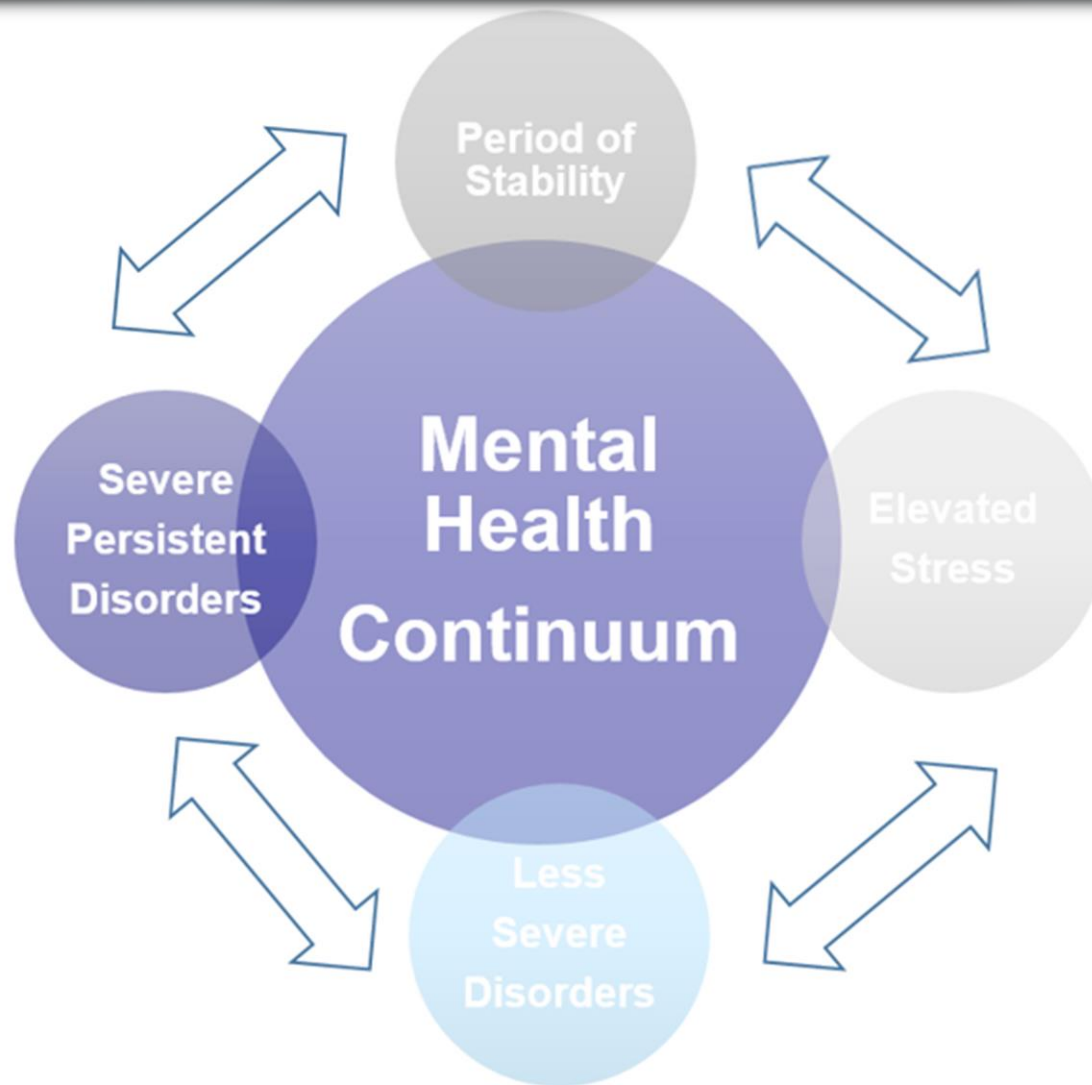 Period of
Stability
Mental
Health
Continuum
Severe
Persistent
Disorders
Elevated
Stress
Less
Severe
Disorders